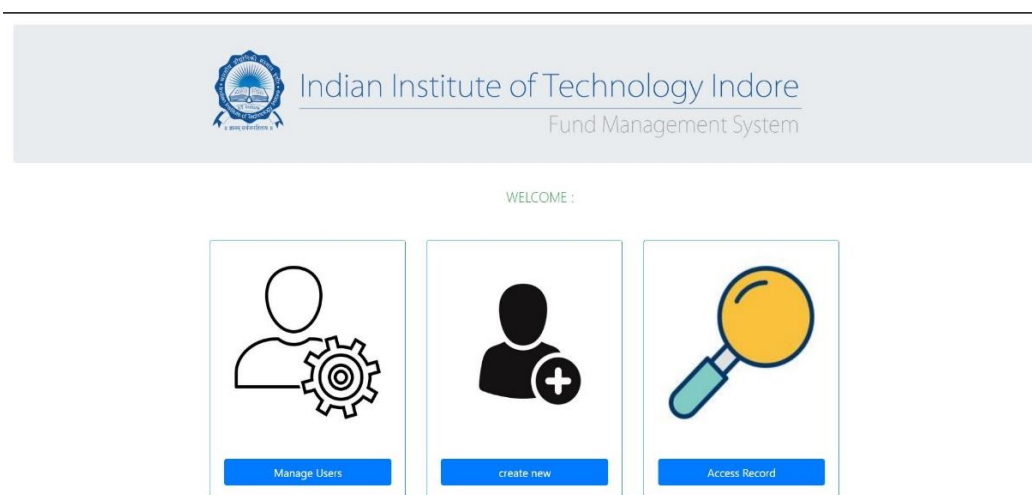 Indian Institute of Technology Indore
Fund Management System
WELCOME :
Manage Users
create new
Access Record